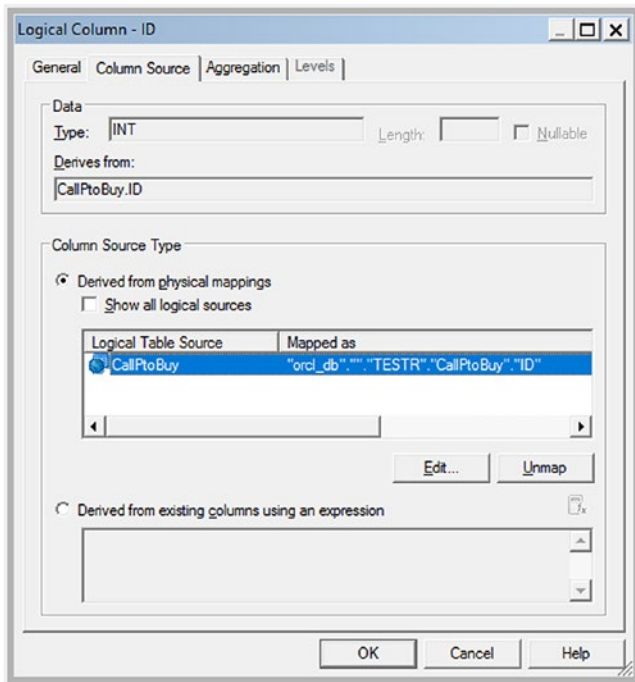 Logical Column - ID
General Column Source Aggregation Levels
Data
Type: INT Length: Nullable
Derives from:
CallPtoBuy.ID
Column Source Type
Derived from physical mappings
Show all logical sources
Logical Table Source Mapped as
CallPtoBuy "orcl_db"."".​"TESTR"."CallPtoBuy"."ID"
Edit... Unmap
Derived from existing columns using an expression
OK Cancel Help